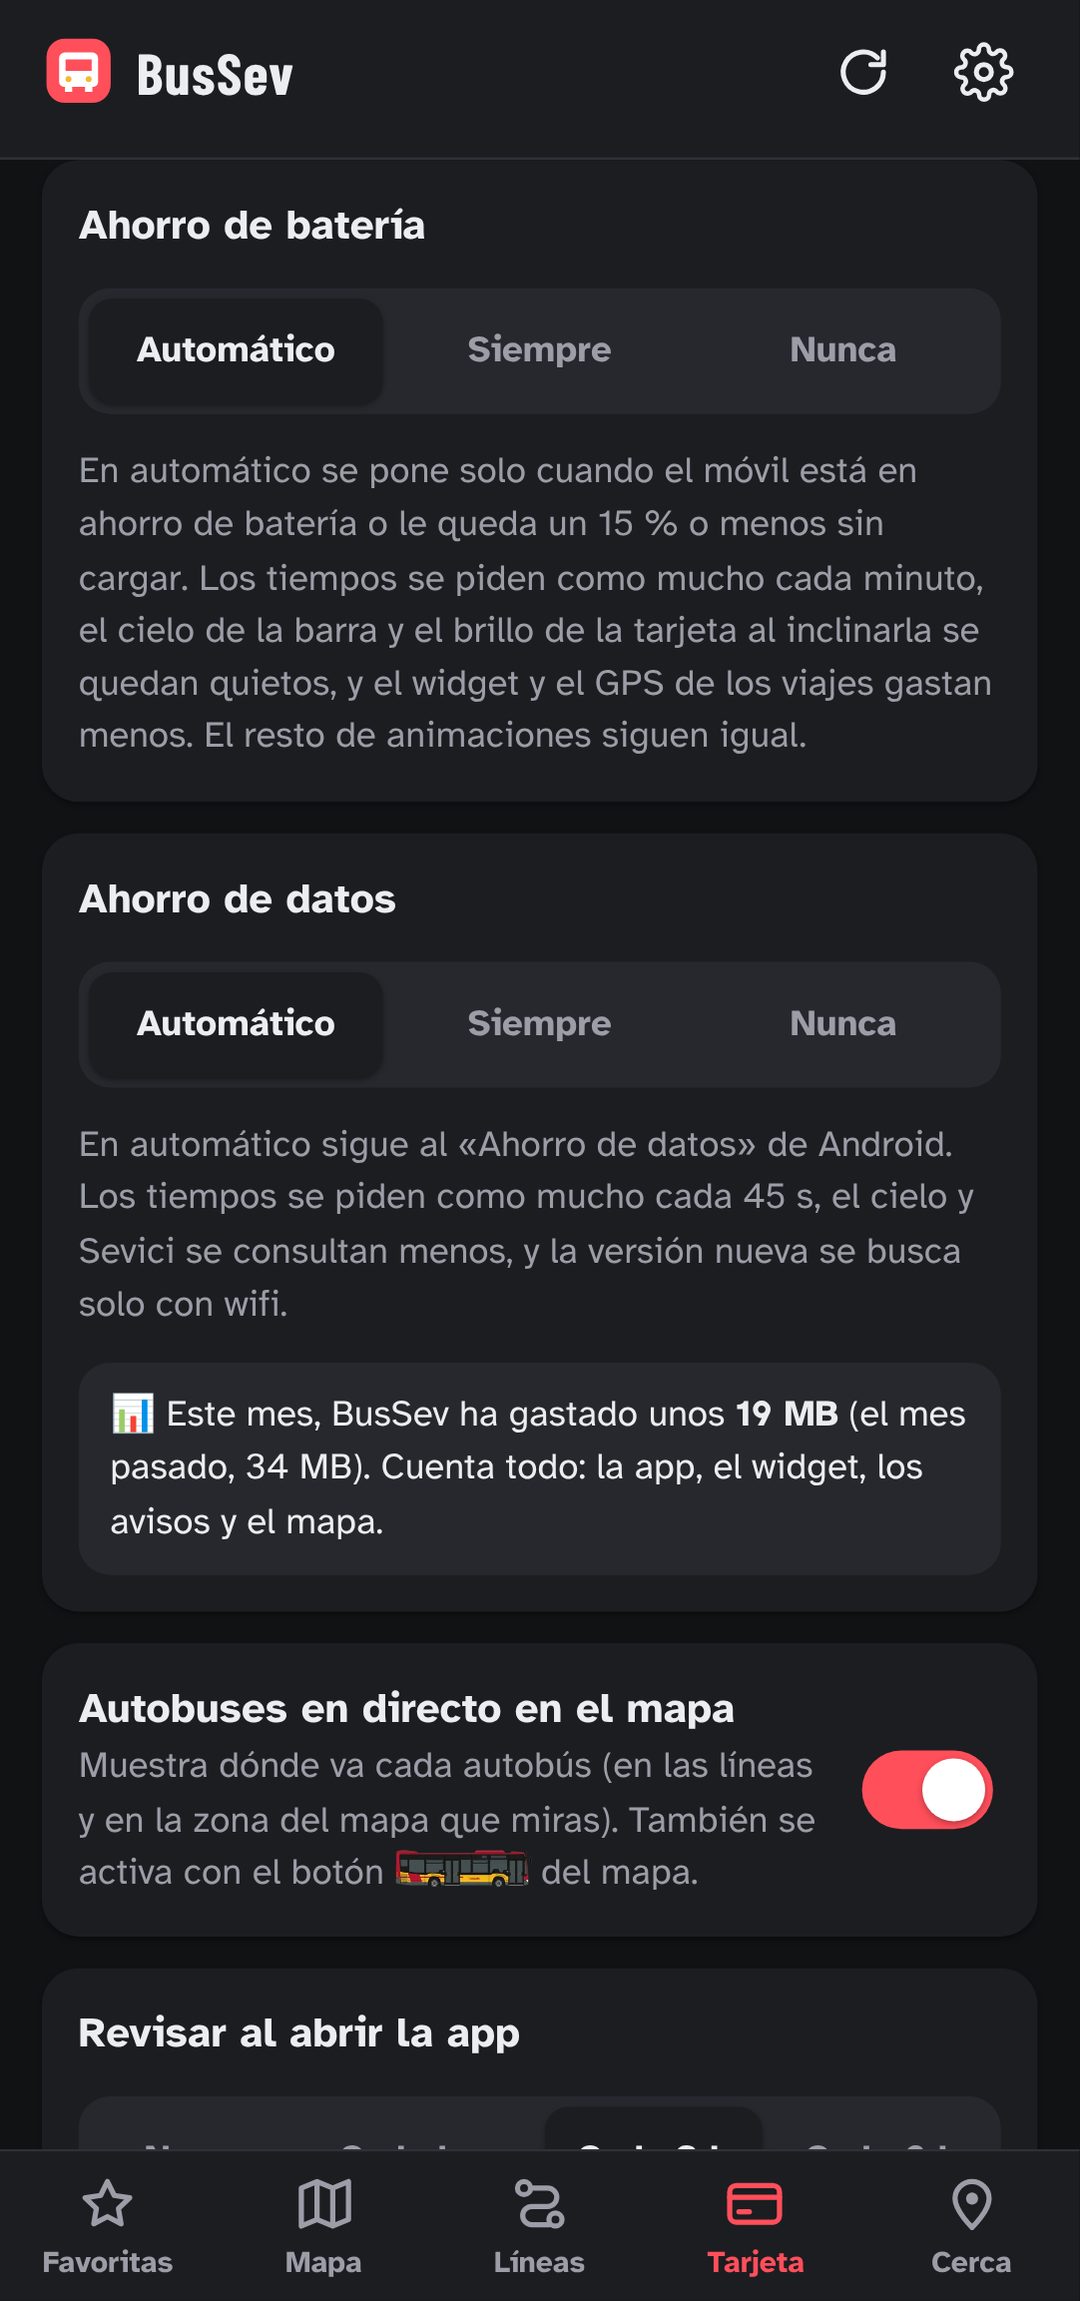 BusSev
Ahorro de batería
Automático
Siempre
Nunca
En automático se pone solo cuando el móvil está en
ahorro de batería o le queda un 15 % o menos sin
cargar. Los tiempos se piden como mucho cada minuto,
el cielo de la barra y el brillo de la tarjeta al inclinarla se
quedan quietos, y el widget y el GPS de los viajes gastan
menos. El resto de animaciones siguen igual.
Ahorro de datos
Automático
Siempre
Nunca
En automático sigue al «Ahorro de datos» de Android.
Los tiempos se piden como mucho cada 45 s, el cielo y
Sevici se consultan menos, y la versión nueva se busca
solo con wifi.
Este mes, BusSev ha gastado unos 19 MB (el mes
pasado, 34 MB). Cuenta todo: la app, el widget, los
avisos y el mapa.
Autobuses en directo en el mapa
Muestra dónde va cada autobús (en las líneas
y en la zona del mapa que miras). También se
activa con el botón del mapa.
Revisar al abrir la app
Favoritas
Mapa
Líneas
Tarjeta
Cerca